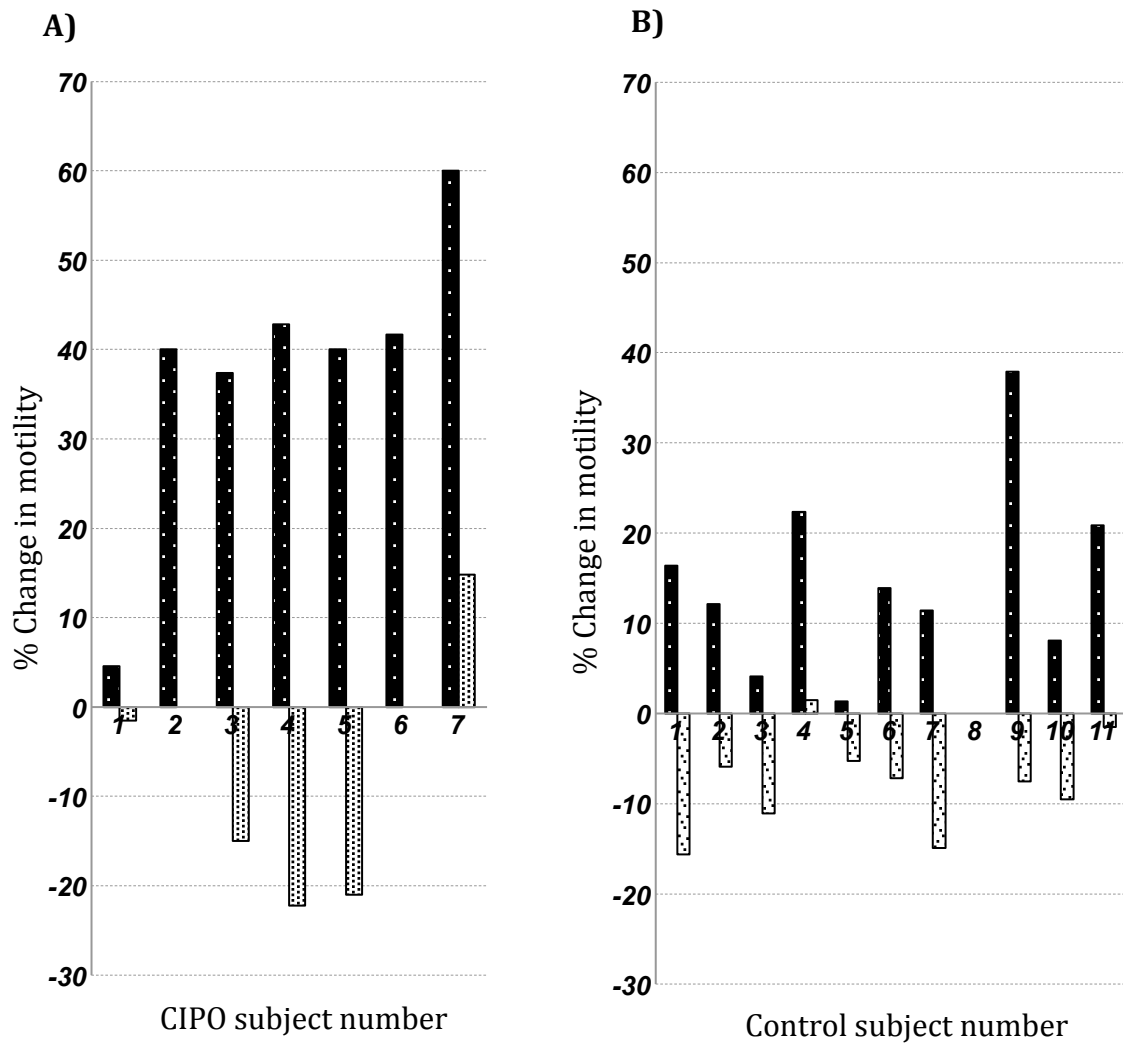 A)
70
60
50
40
30
20
10
0
-10
-20
-30
% Change in motility
1 2 3 4 5 6 7
CIPO subject number
B)
70
60
50
40
30
20
10
0
-10
-20
-30
% Change in motility
1 2 3 4 5 6 7 8 9 10 11
Control subject number